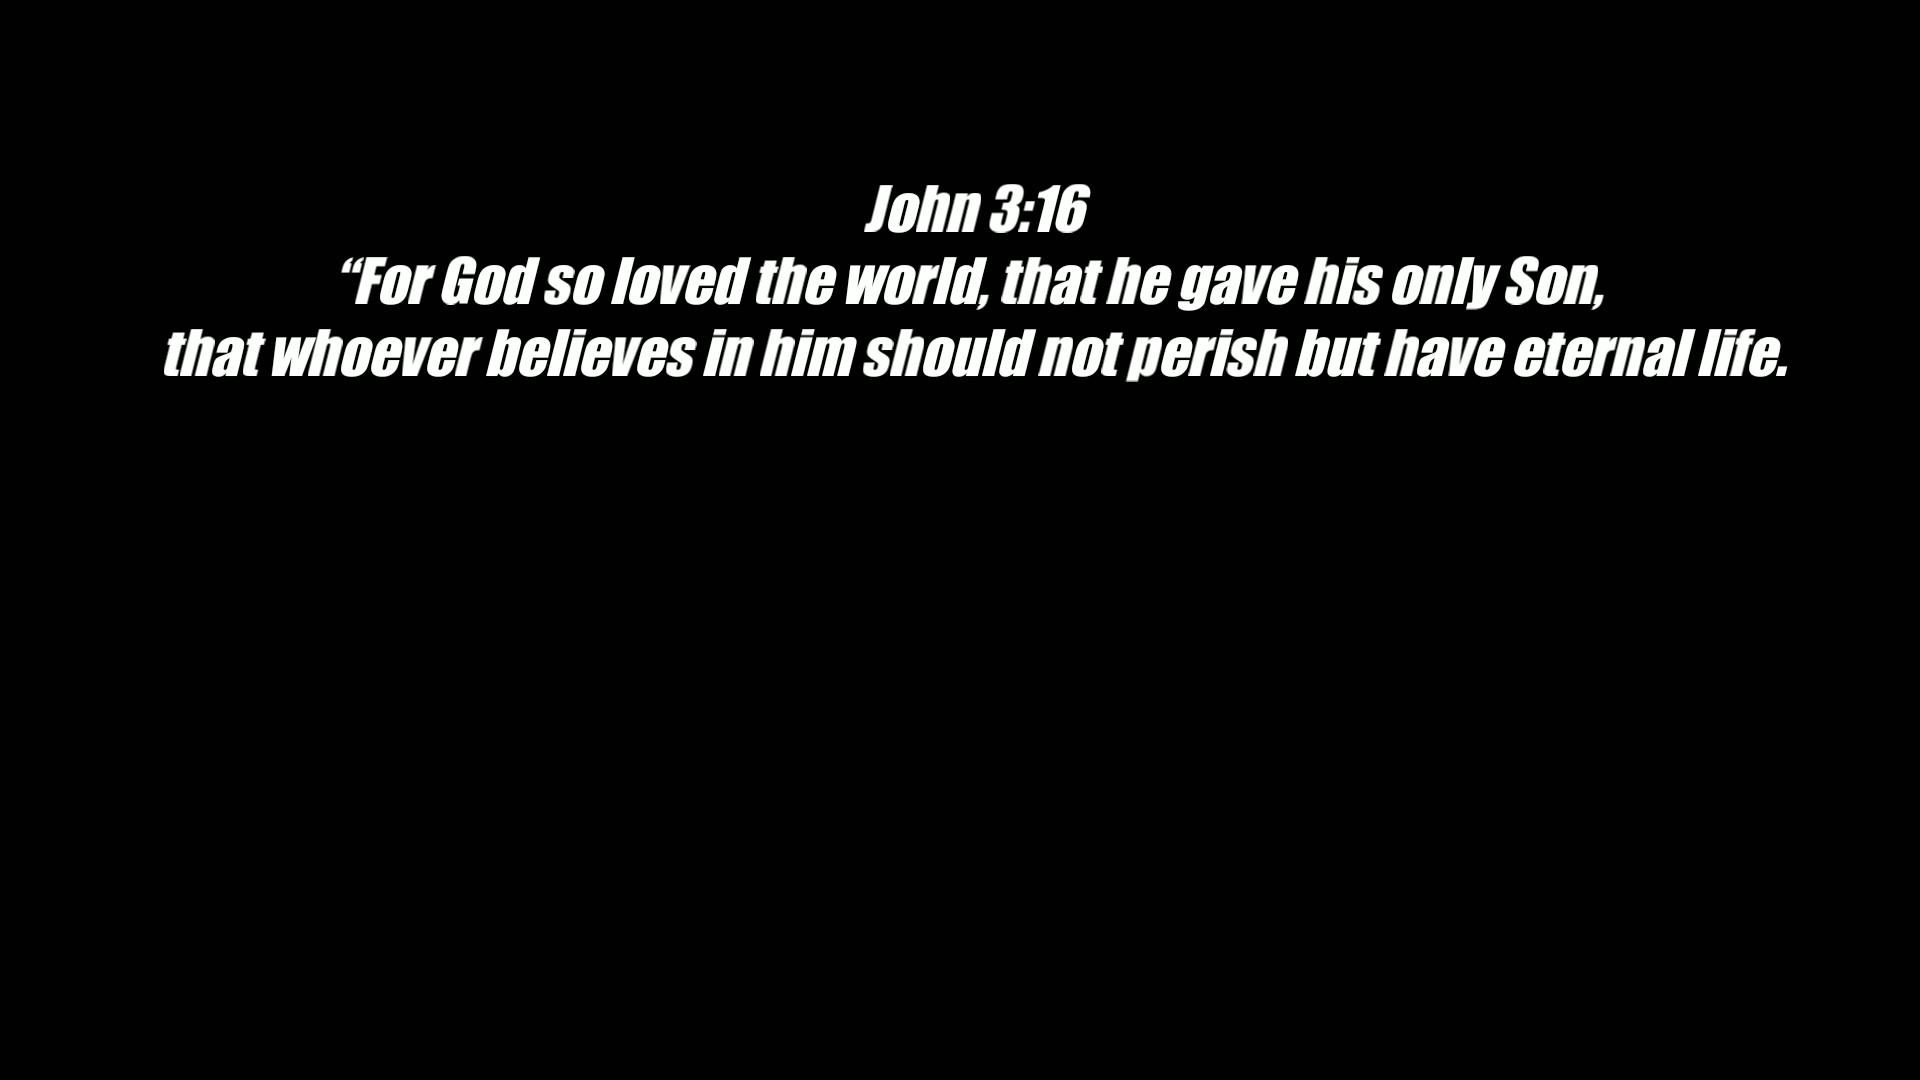 John 3:16
“For God so loved the world, that he gave his only Son,
that whoever believes in him should not perish but have eternal life.